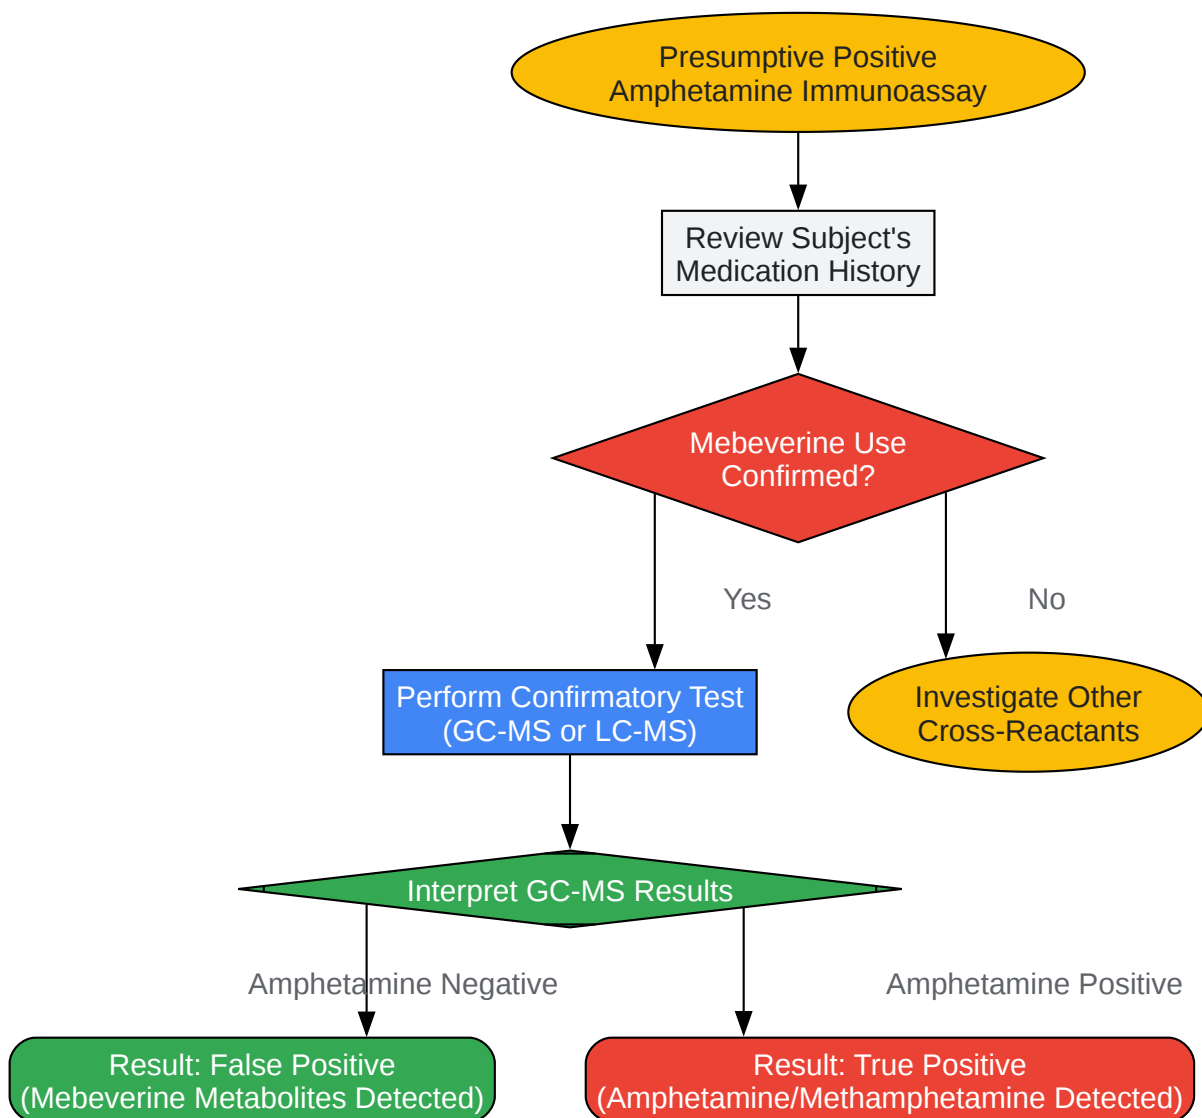 Presumptive Positive
Amphetamine Immunoassay
Review Subject's
Medication History
Mebeverine Use
Confirmed?
Yes
No
Perform Confirmatory Test
(GC-MS or LC-MS)
Investigate Other
Cross-Reactants
Interpret GC-MS Results
Amphetamine Negative
Amphetamine Positive
Result: False Positive
(Mebeverine Metabolites Detected)
Result: True Positive
(Amphetamine/Methamphetamine Detected)